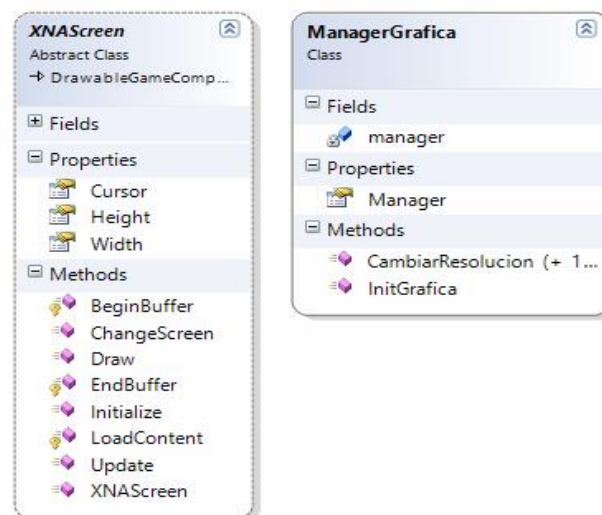 XNAScreen
Abstract Class
DrawableGameComp...
Fields
Properties
Cursor
Height
Width
Methods
BeginBuffer
ChangeScreen
Draw
EndBuffer
Initialize
LoadContent
Update
XNAScreen
ManagerGrafica
Class
Fields
manager
Properties
Manager
Methods
CambiarResolucion (+ 1...
InitGrafica